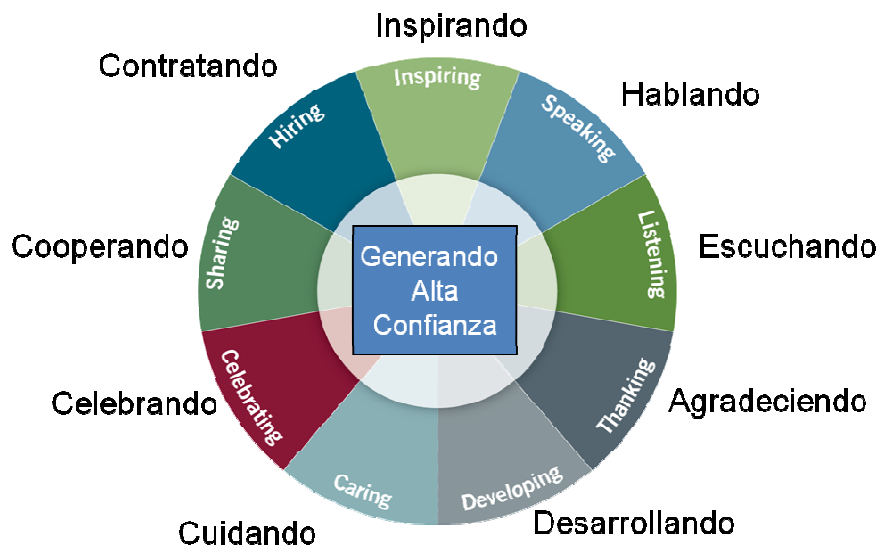 Inspirando
Contratando
Inspiring
Hablando
Hiring
Speaking
Cooperando
Sharing
Listening
Escuchando
Generando
Alta
Confianza
Celebrando
Celebrating
Thanking
Agradeciendo
Caring
Developing
Cuidando
Desarrollando